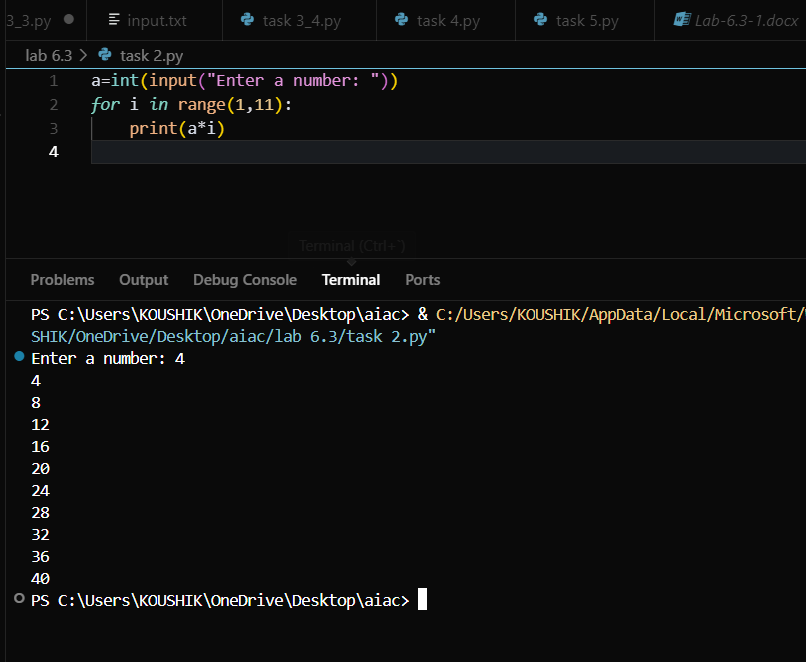 3_3.py input.txt task 3_4.py task 4.py task 5.py Lab-6.3-1.docx
lab 6.3 > task 2.py
1 a=int(input("Enter a number: "))
2 for i in range(1,11):
3 print(a*i)
4
Terminal (Ctrl+`)
Problems Output Debug Console Terminal Ports
PS C:\Users\KOUSHIK\OneDrive\Desktop\aiac> & C:/Users/KOUSHIK/AppData/Local/Microsoft/
SHIK/OneDrive/Desktop/aiac/lab 6.3/task 2.py"
Enter a number: 4
4
8
12
16
20
24
28
32
36
40
PS C:\Users\KOUSHIK\OneDrive\Desktop\aiac>